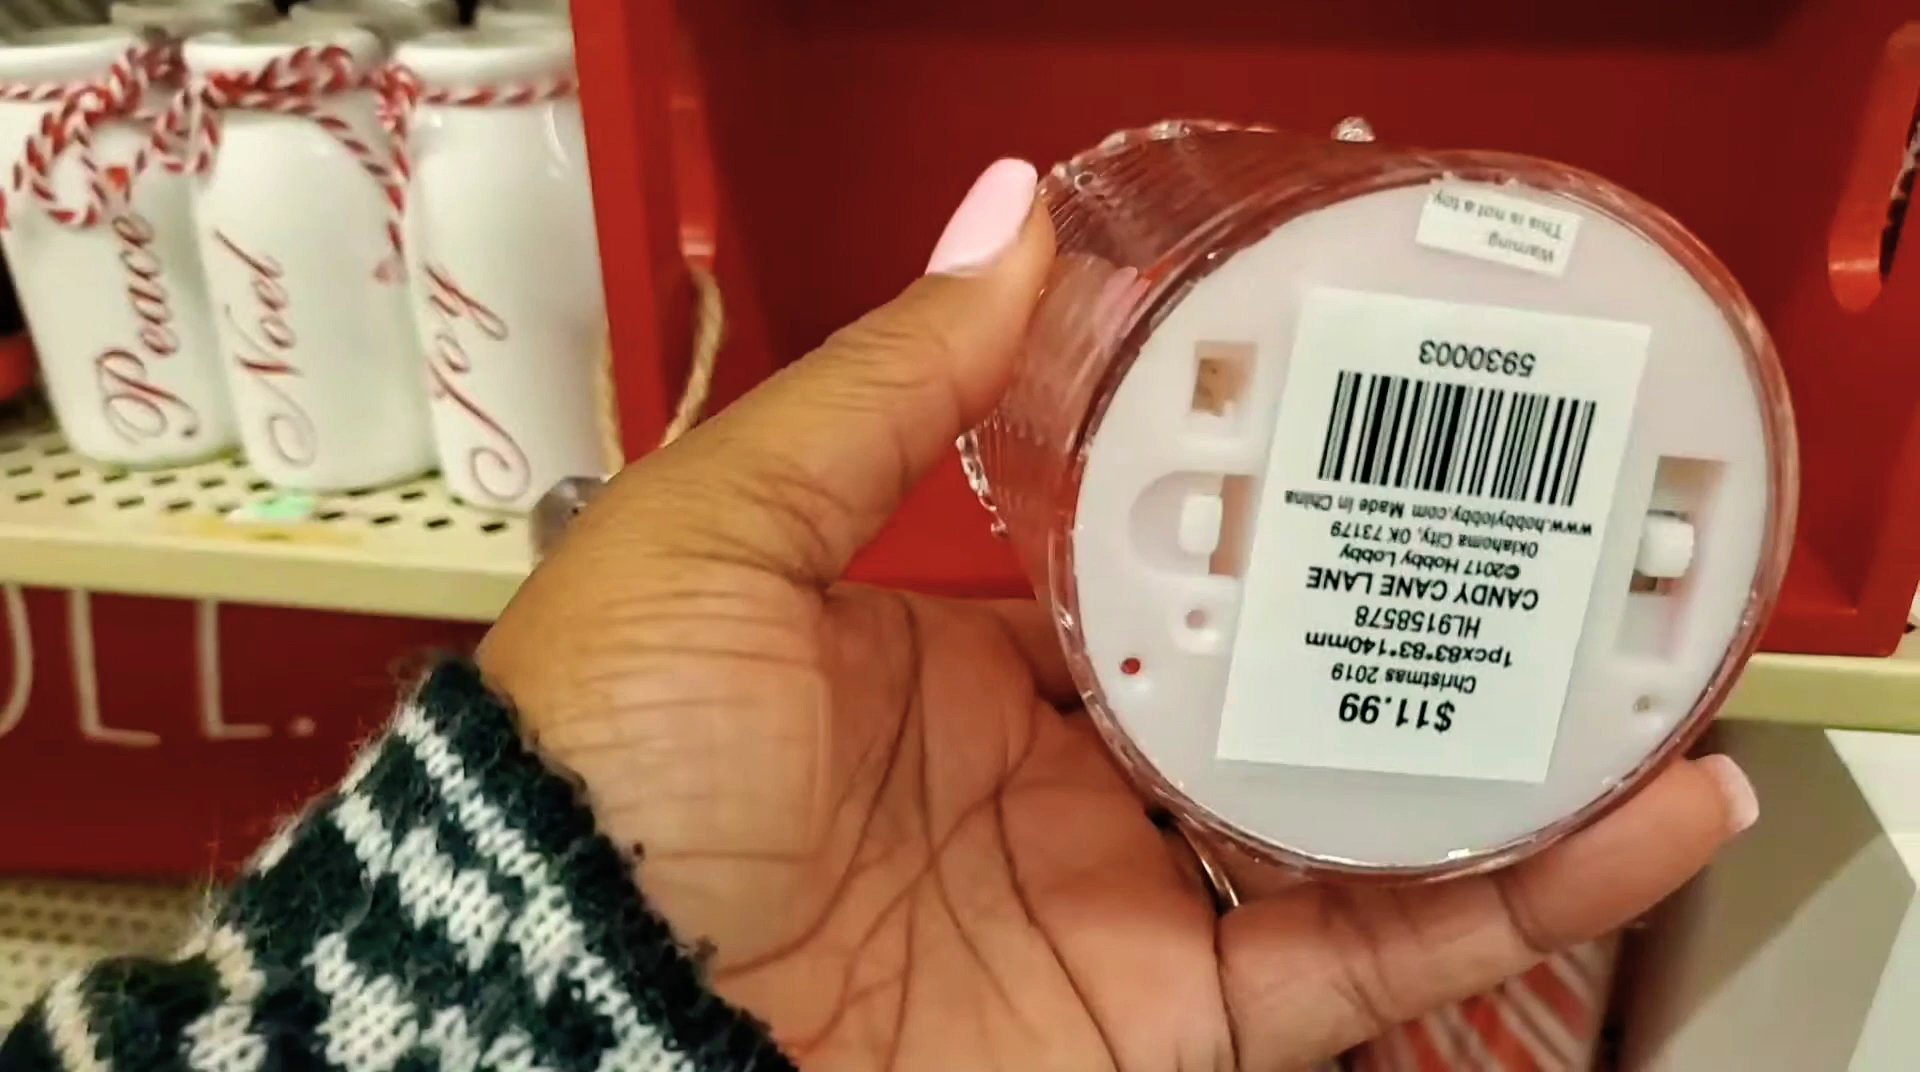 Peace
Noel
Joy
LL.
Warning:
This is not a toy.
$11.99
Christmas 2019
1pcx83*83*140mm
HL9158578
CANDY CANE LANE
©2017 Hobby Lobby
Oklahoma City, OK 73179
www.hobbylobby.com Made in China
5930003